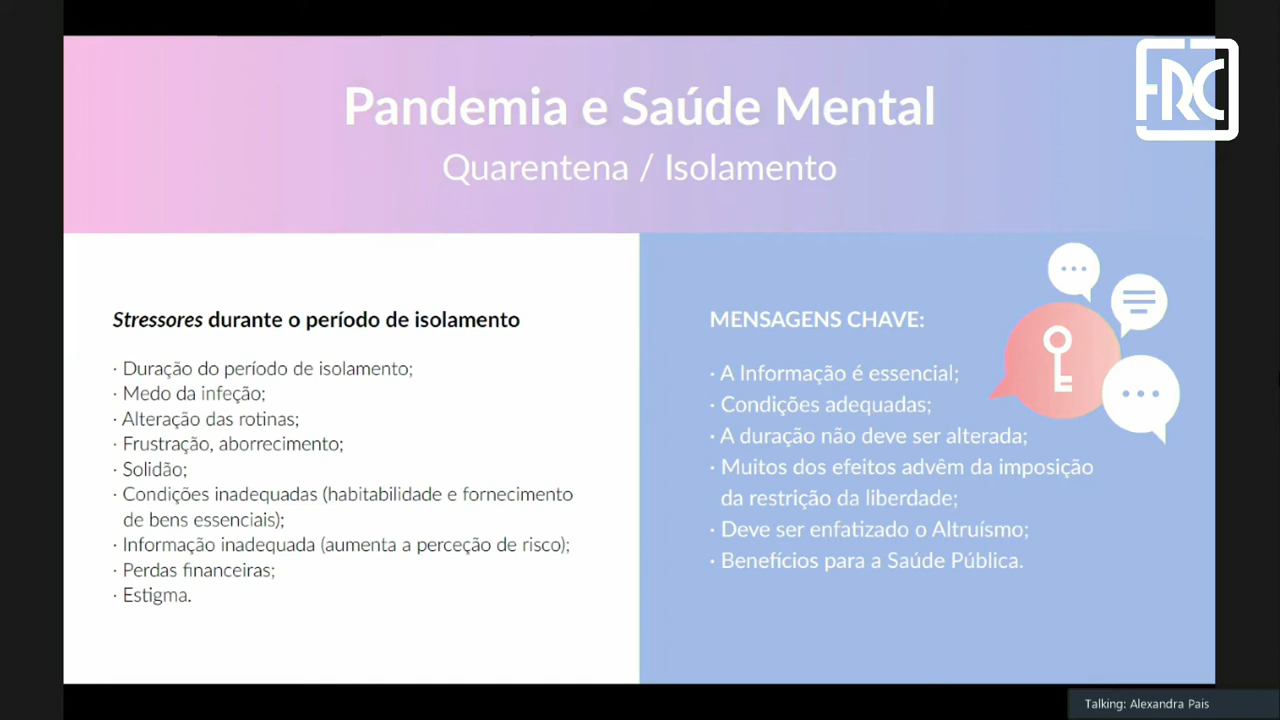 Pandemia e Saúde Mental
Quarentena / Isolamento
FRC
Stressores durante o período de isolamento
· Duração do período de isolamento;
· Medo da infeção;
· Alteração das rotinas;
· Frustração, aborrecimento;
· Solidão;
· Condições inadequadas (habitabilidade e fornecimento
de bens essenciais);
· Informação inadequada (aumenta a perceção de risco);
· Perdas financeiras;
· Estigma.
MENSAGENS CHAVE:
· A Informação é essencial;
· Condições adequadas;
· A duração não deve ser alterada;
· Muitos dos efeitos advêm da imposição
da restrição da liberdade;
· Deve ser enfatizado o Altruísmo;
· Benefícios para a Saúde Pública.
Talking: Alexandra Pais